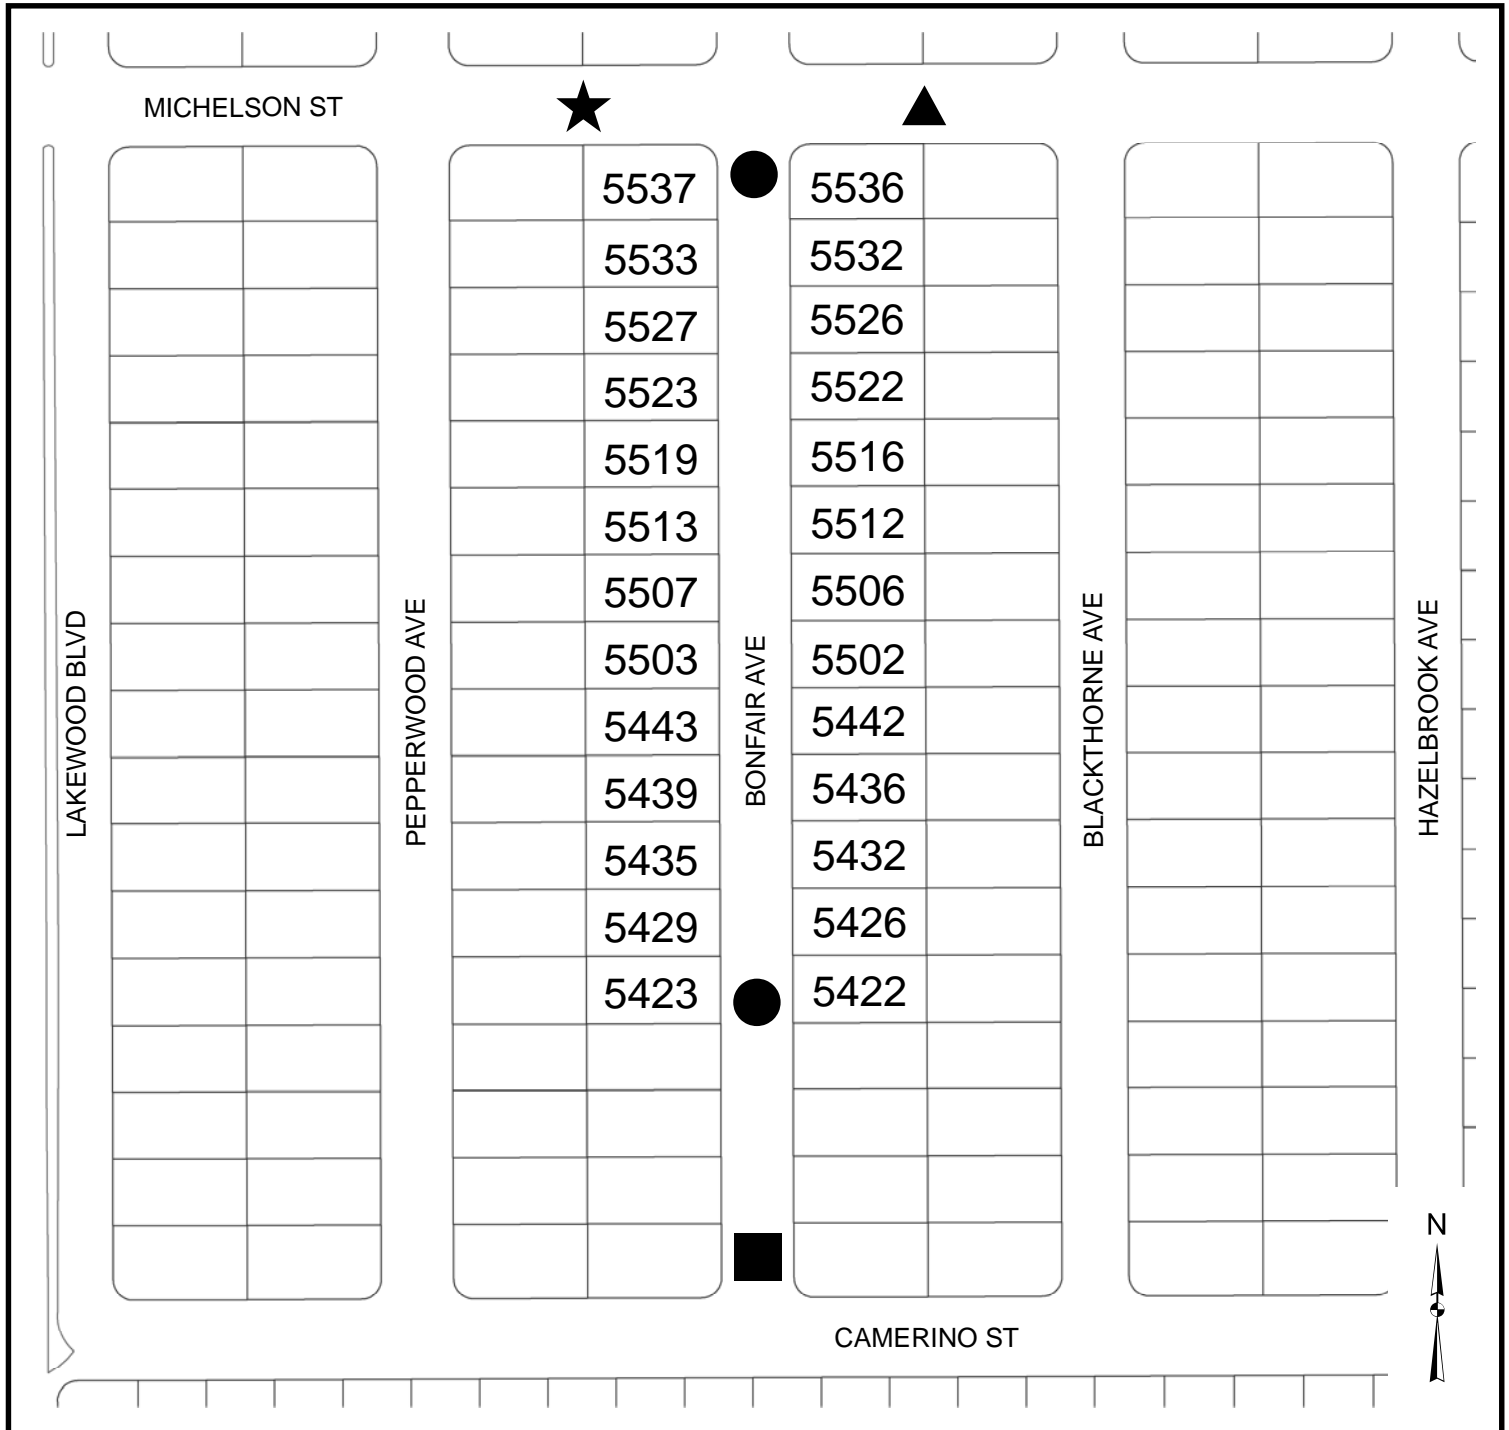 MICHELSON ST
5537 5536
5533 5532
5527 5526
5523 5522
5519 5516
5513 5512
5507 5506
5503 5502
5443 5442
5439 5436
5435 5432
5429 5426
5423 5422
LAKEWOOD BLVD
PEPPERWOOD AVE
BONFAIR AVE
BLACKTHORNE AVE
HAZELBROOK AVE
N
CAMERINO ST